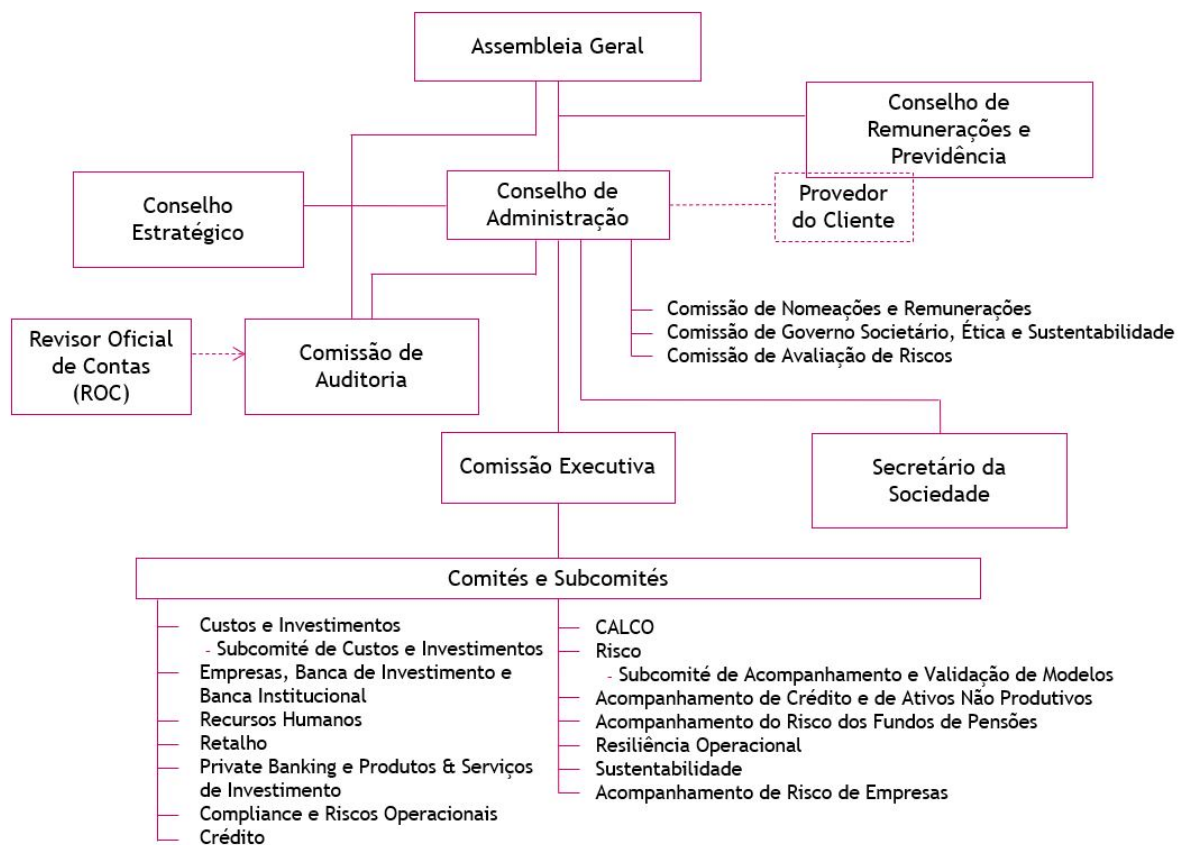 Assembleia Geral
Conselho de
Remunerações e
Previdência
Conselho
Estratégico
Conselho de
Administração
Provedor
do Cliente
Comissão de Nomeações e Remunerações
Comissão de Governo Societário, Ética e Sustentabilidade
Comissão de Avaliação de Riscos
Revisor Oficial
de Contas
(ROC)
Comissão de
Auditoria
Comissão Executiva
Secretário da
Sociedade
Comités e Subcomités
Custos e Investimentos
- Subcomité de Custos e Investimentos
Empresas, Banca de Investimento e
Banca Institucional
Recursos Humanos
Retalho
Private Banking e Produtos & Serviços
de Investimento
Compliance e Riscos Operacionais
Crédito
CALCO
Risco
- Subcomité de Acompanhamento e Validação de Modelos
Acompanhamento de Crédito e de Ativos Não Produtivos
Acompanhamento do Risco dos Fundos de Pensões
Resiliência Operacional
Sustentabilidade
Acompanhamento de Risco de Empresas